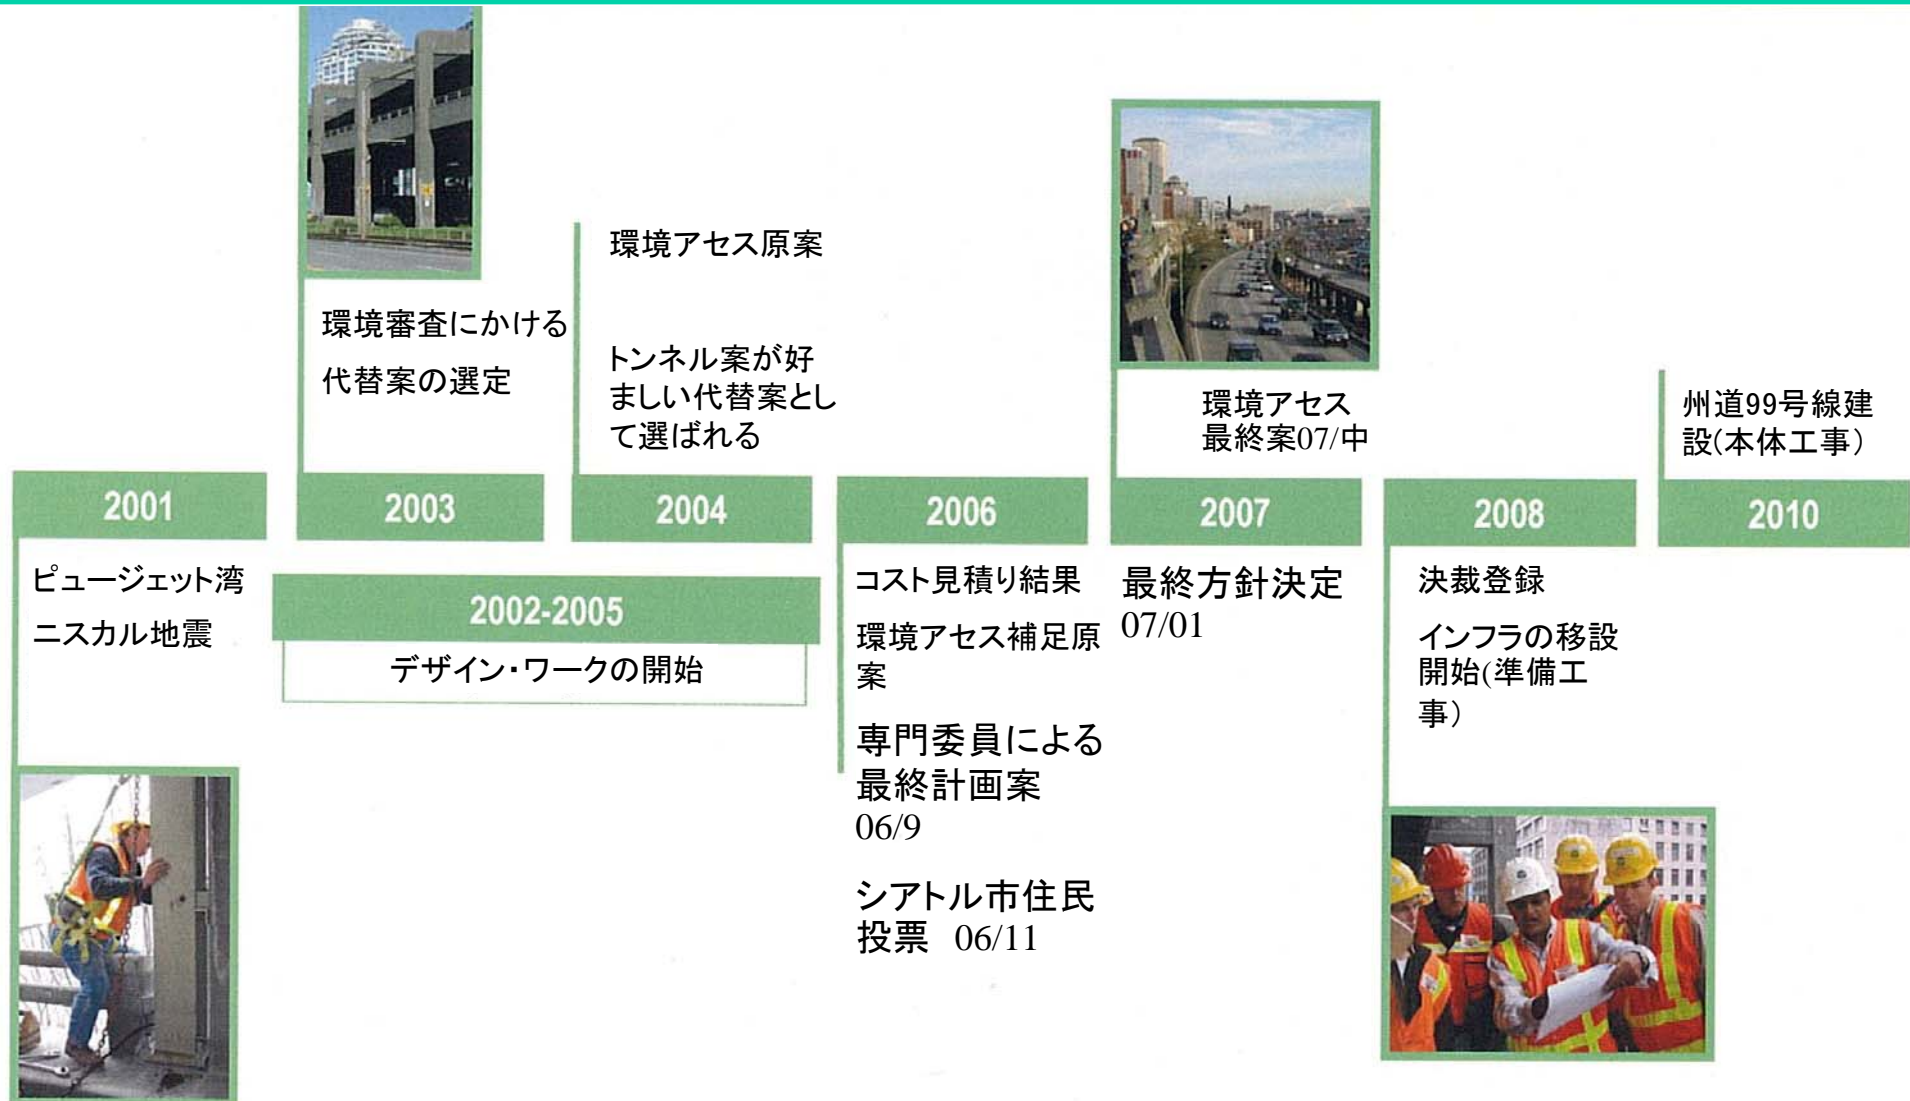 2001
ピュージェット湾
ニスカル地震
2003
環境審査にかける
代替案の選定
2002-2005
デザイン・ワークの開始
2004
環境アセス原案
トンネル案が好
ましい代替案とし
て選ばれる
2006
コスト見積り結果
環境アセス補足原
案
専門委員による
最終計画案
06/9
シアトル市住民
投票 06/11
2007
環境アセス
最終案07/中
最終方針決定
07/01
2008
決裁登録
インフラの移設
開始(準備工
事)
2010
州道99号線建
設(本体工事)